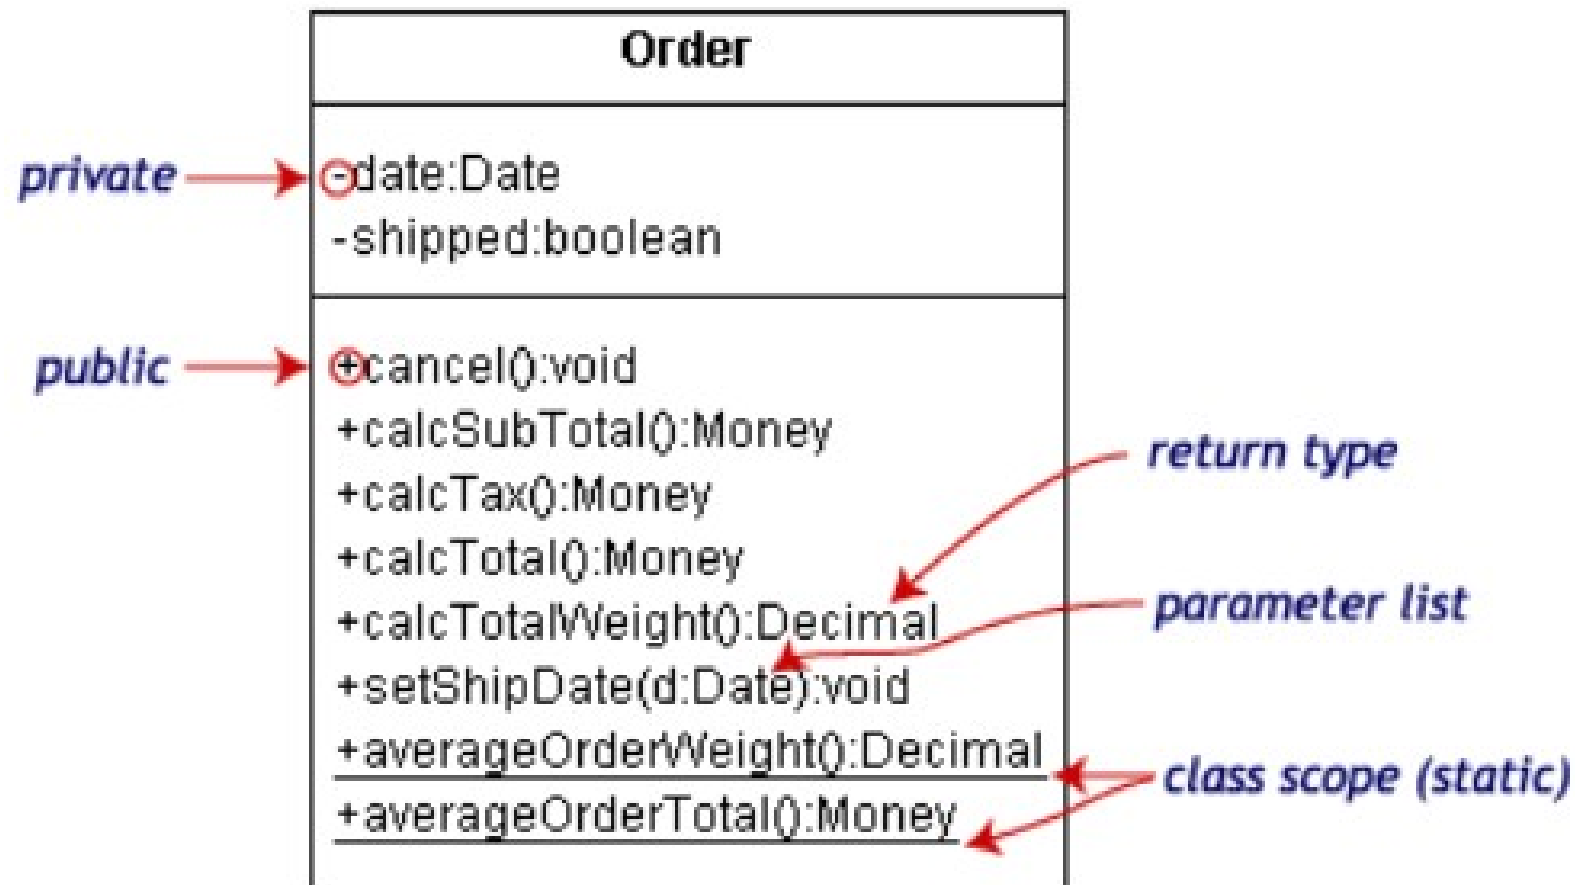 Order
private
-date:Date
-shipped:boolean
public
+cancel():void
+calcSubTotal():Money
return type
+calcTax():Money
+calcTotal():Money
+calcTotalWeight():Decimal
parameter list
+setShipDate(d:Date):void
+averageOrderWeight():Decimal
class scope (static)
+averageOrderTotal():Money